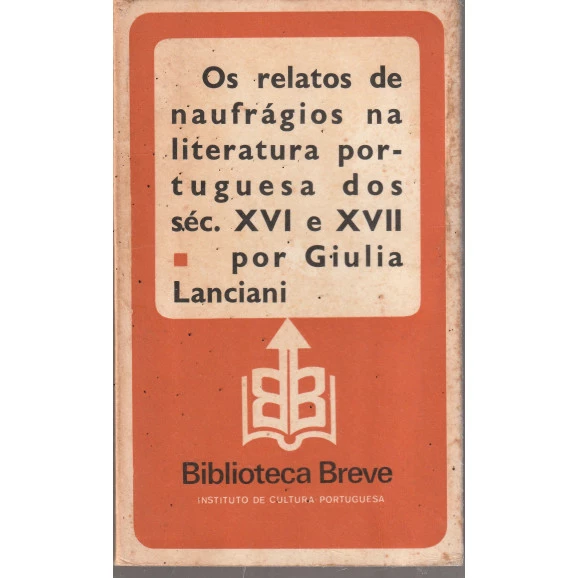 Os relatos de
naufrágios na
literatura por-
tuguesa dos
séc. XVI e XVII
■ por Giulia
Lanciani
BB
Biblioteca Breve
INSTITUTO DE CULTURA PORTUGUESA